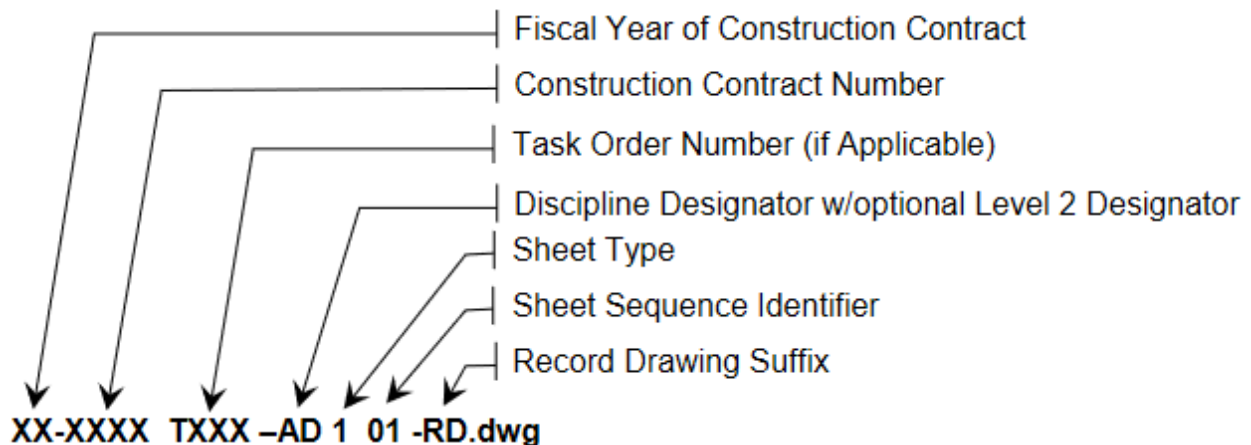 Fiscal Year of Construction Contract
Construction Contract Number
Task Order Number (if Applicable)
Discipline Designator w/optional Level 2 Designator
Sheet Type
Sheet Sequence Identifier
Record Drawing Suffix
XX-XXXX TXXX –AD 1 01 -RD.dwg